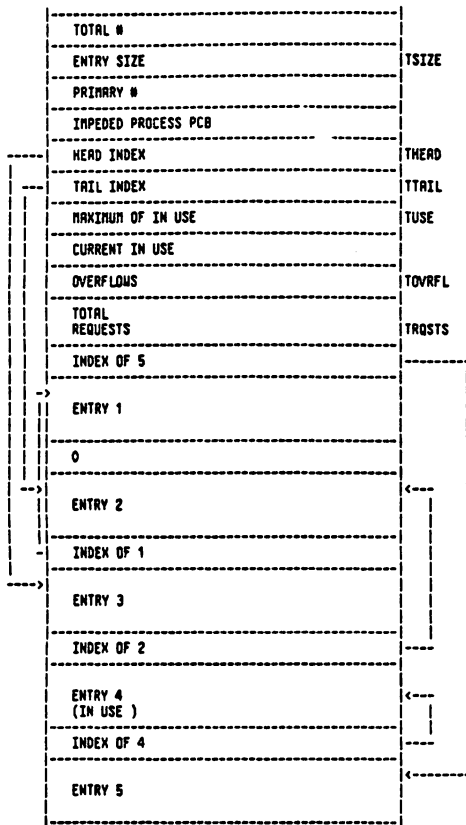 TOTAL #
ENTRY SIZE TSIZE
PRIMARY #
IMPEDED PROCESS PCB
HEAD INDEX THEAD
TAIL INDEX TTAIL
MAXIMUM OF IN USE TUSE
CURRENT IN USE
OVERFLOWS TOVRFL
TOTAL
REQUESTS TRQSTS
INDEX OF 5
ENTRY 1
0
ENTRY 2
INDEX OF 1
ENTRY 3
INDEX OF 2
ENTRY 4
(IN USE )
INDEX OF 4
ENTRY 5